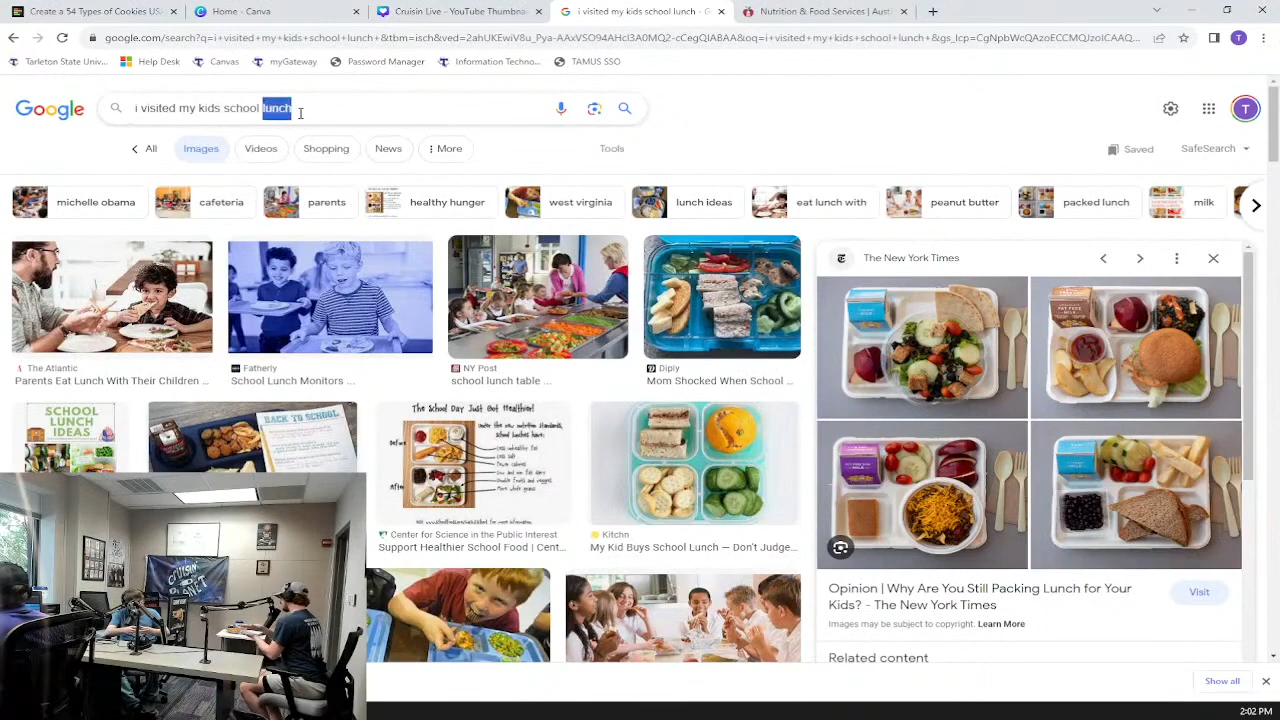 Create a 54 Types of Cookies US
Home - Canva
Cruisin Live - YouTube Thumbna
i visited my kids school lunch - G
Nutrition & Food Services | Aust
google.com/search?q=i+visited+my+kids+school+lunch+&tbm=isch&ved=2ahUKEwiV8u_Pya-AAxVSO94AHcI3A0MQ2-cCegQIABAA&oq=i+visited+my+kids+school+lunch+&gs_lcp=CgNpbWcQAzoECCMQJzoICAAQ...
Tarleton State Univ...
Help Desk
Canvas
myGateway
Password Manager
Information Techno...
TAMUS SSO
Google
i visited my kids school lunch
T
All
Images
Videos
Shopping
News
More
Tools
Saved
SafeSearch
michelle obama
cafeteria
parents
healthy hunger
west virginia
lunch ideas
eat lunch with
peanut butter
packed lunch
milk
The Atlantic
Parents Eat Lunch With Their Children ...
Fatherly
School Lunch Monitors ...
NY Post
school lunch table ...
Diply
Mom Shocked When School ...
The New York Times
SCHOOL
LUNCH
IDEAS
BACK TO SCHOOL
The School Day Just Got Healthier!
Center for Science in the Public Interest
Support Healthier School Food | Cent...
Kitchn
My Kid Buys School Lunch — Don't Judge...
Opinion | Why Are You Still Packing Lunch for Your
Kids? - The New York Times
Visit
Images may be subject to copyright. Learn More
Related content
Show all
2:02 PM